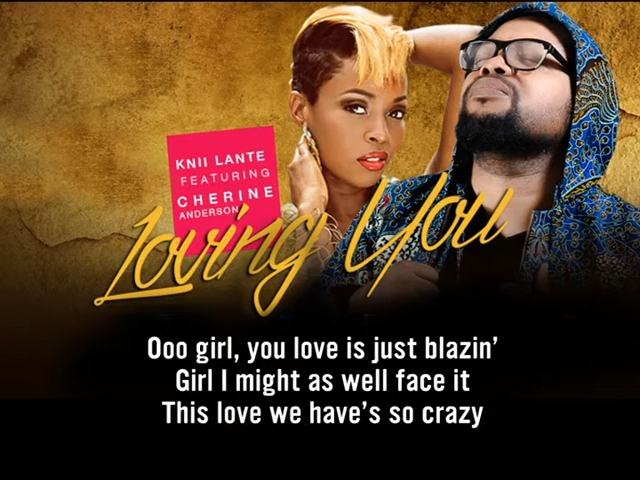 KNII LANTE
FEATURING
CHERINE
ANDERSON
Loving You
Ooo girl, you love is just blazin'
Girl I might as well face it
This love we have's so crazy